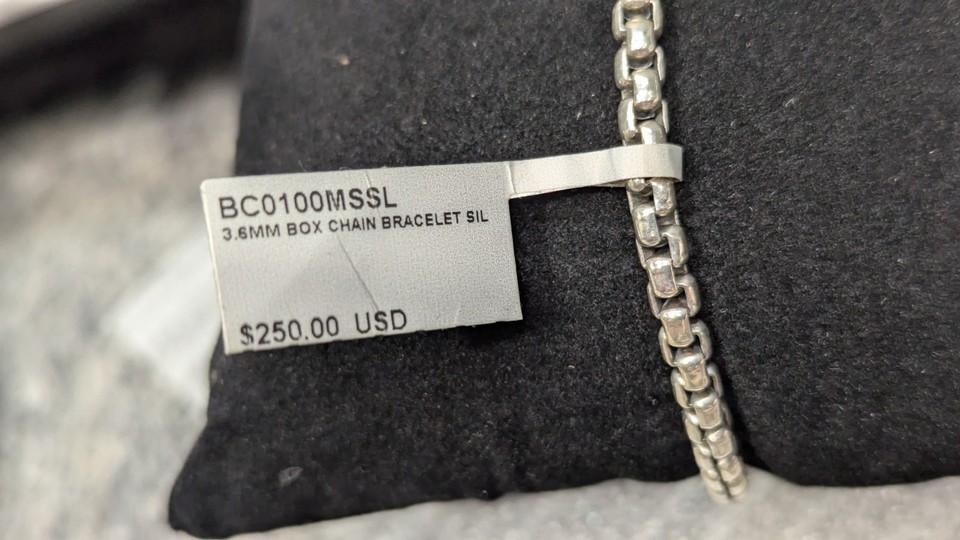 BC0100MSSL
3.6MM BOX CHAIN BRACELET SIL
$250.00 USD